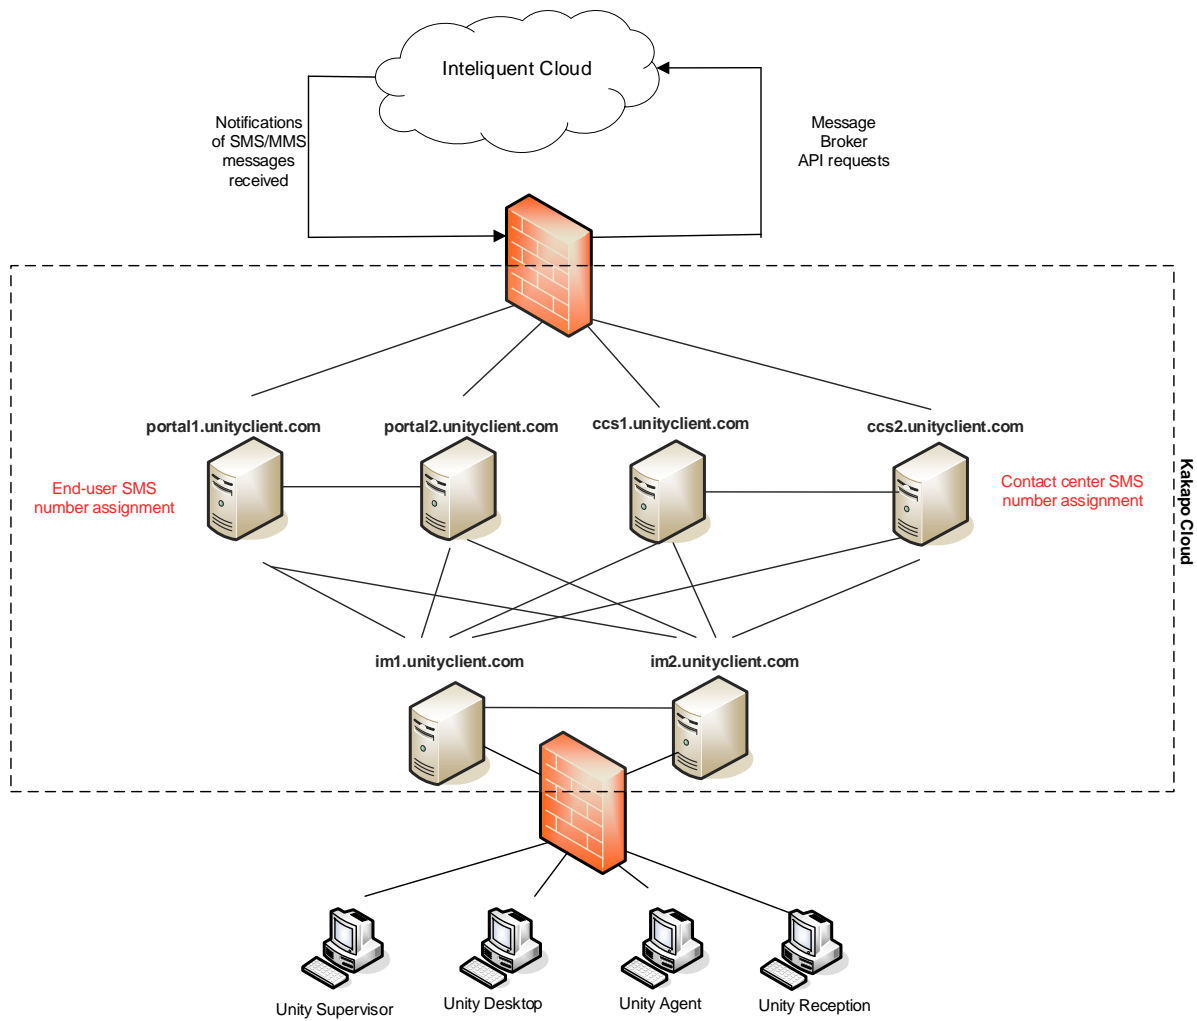 Inteliquent Cloud
Notifications
of SMS/MMS
messages
received
Message
Broker
API requests
portal1.unityclient.com
portal2.unityclient.com
ccs1.unityclient.com
ccs2.unityclient.com
End-user SMS
number assignment
Contact center SMS
number assignment
Kakapo Cloud
im1.unityclient.com
im2.unityclient.com
Unity Supervisor
Unity Desktop
Unity Agent
Unity Reception